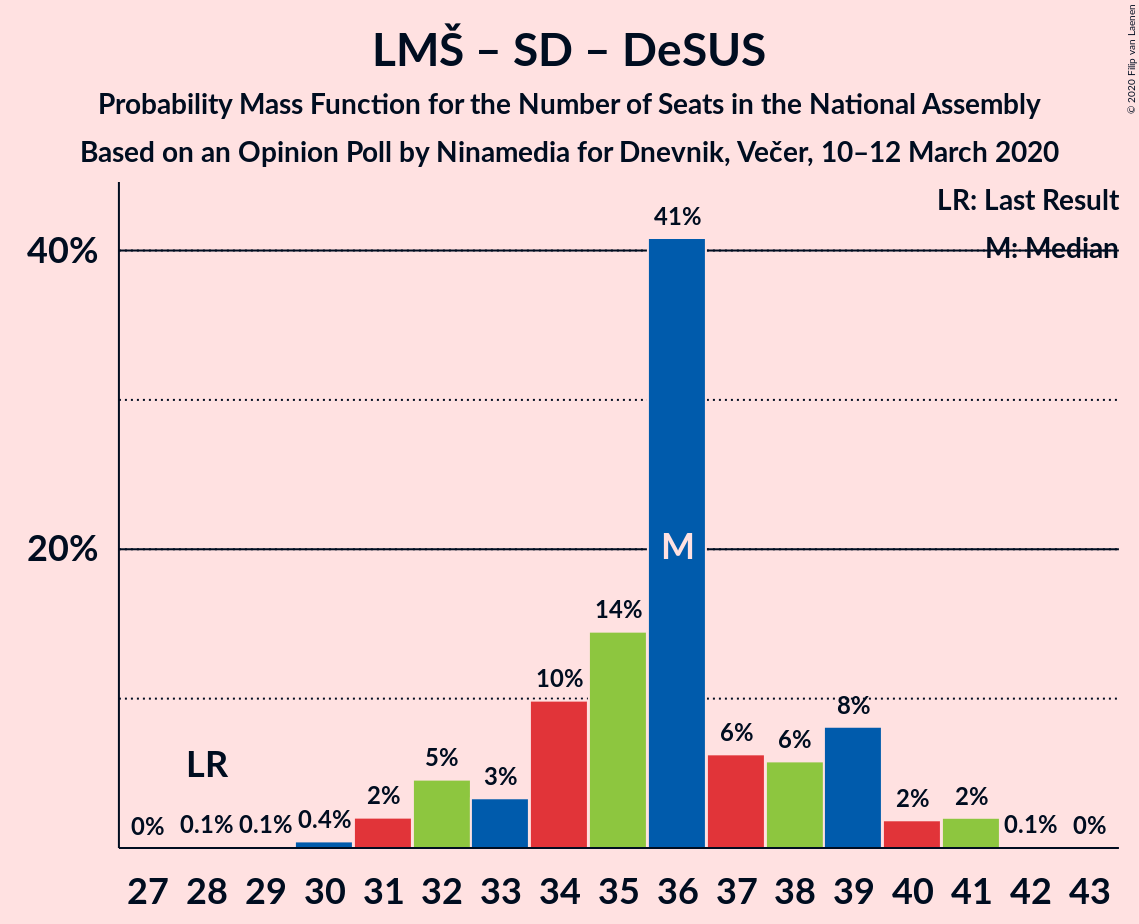 LMŠ – SD – DeSUS
Probability Mass Function for the Number of Seats in the National Assembly
Based on an Opinion Poll by Ninamedia for Dnevnik, Večer, 10–12 March 2020
© 2020 Filip van Laenen
LR: Last Result
M: Median
40%
20%
0% 0.1% 0.1% 0.4% 2% 5% 3% 10% 14% 41% 6% 6% 8% 2% 2% 0.1% 0%
LR
M
27 28 29 30 31 32 33 34 35 36 37 38 39 40 41 42 43